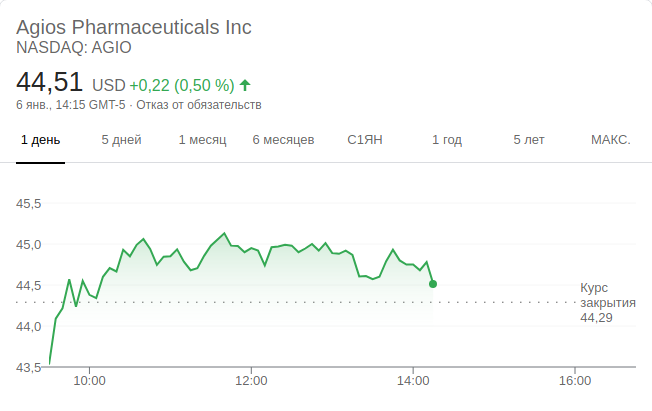 Agios Pharmaceuticals Inc
NASDAQ: AGIO
44,51 USD +0,22 (0,50 %)
6 янв., 14:15 GMT-5 · Отказ от обязательств
1 день 5 дней 1 месяц 6 месяцев С1ЯН 1 год 5 лет МАКС.
45,5
45,0
44,5
Курс
закрытия
44,29
44,0
43,5
10:00 12:00 14:00 16:00